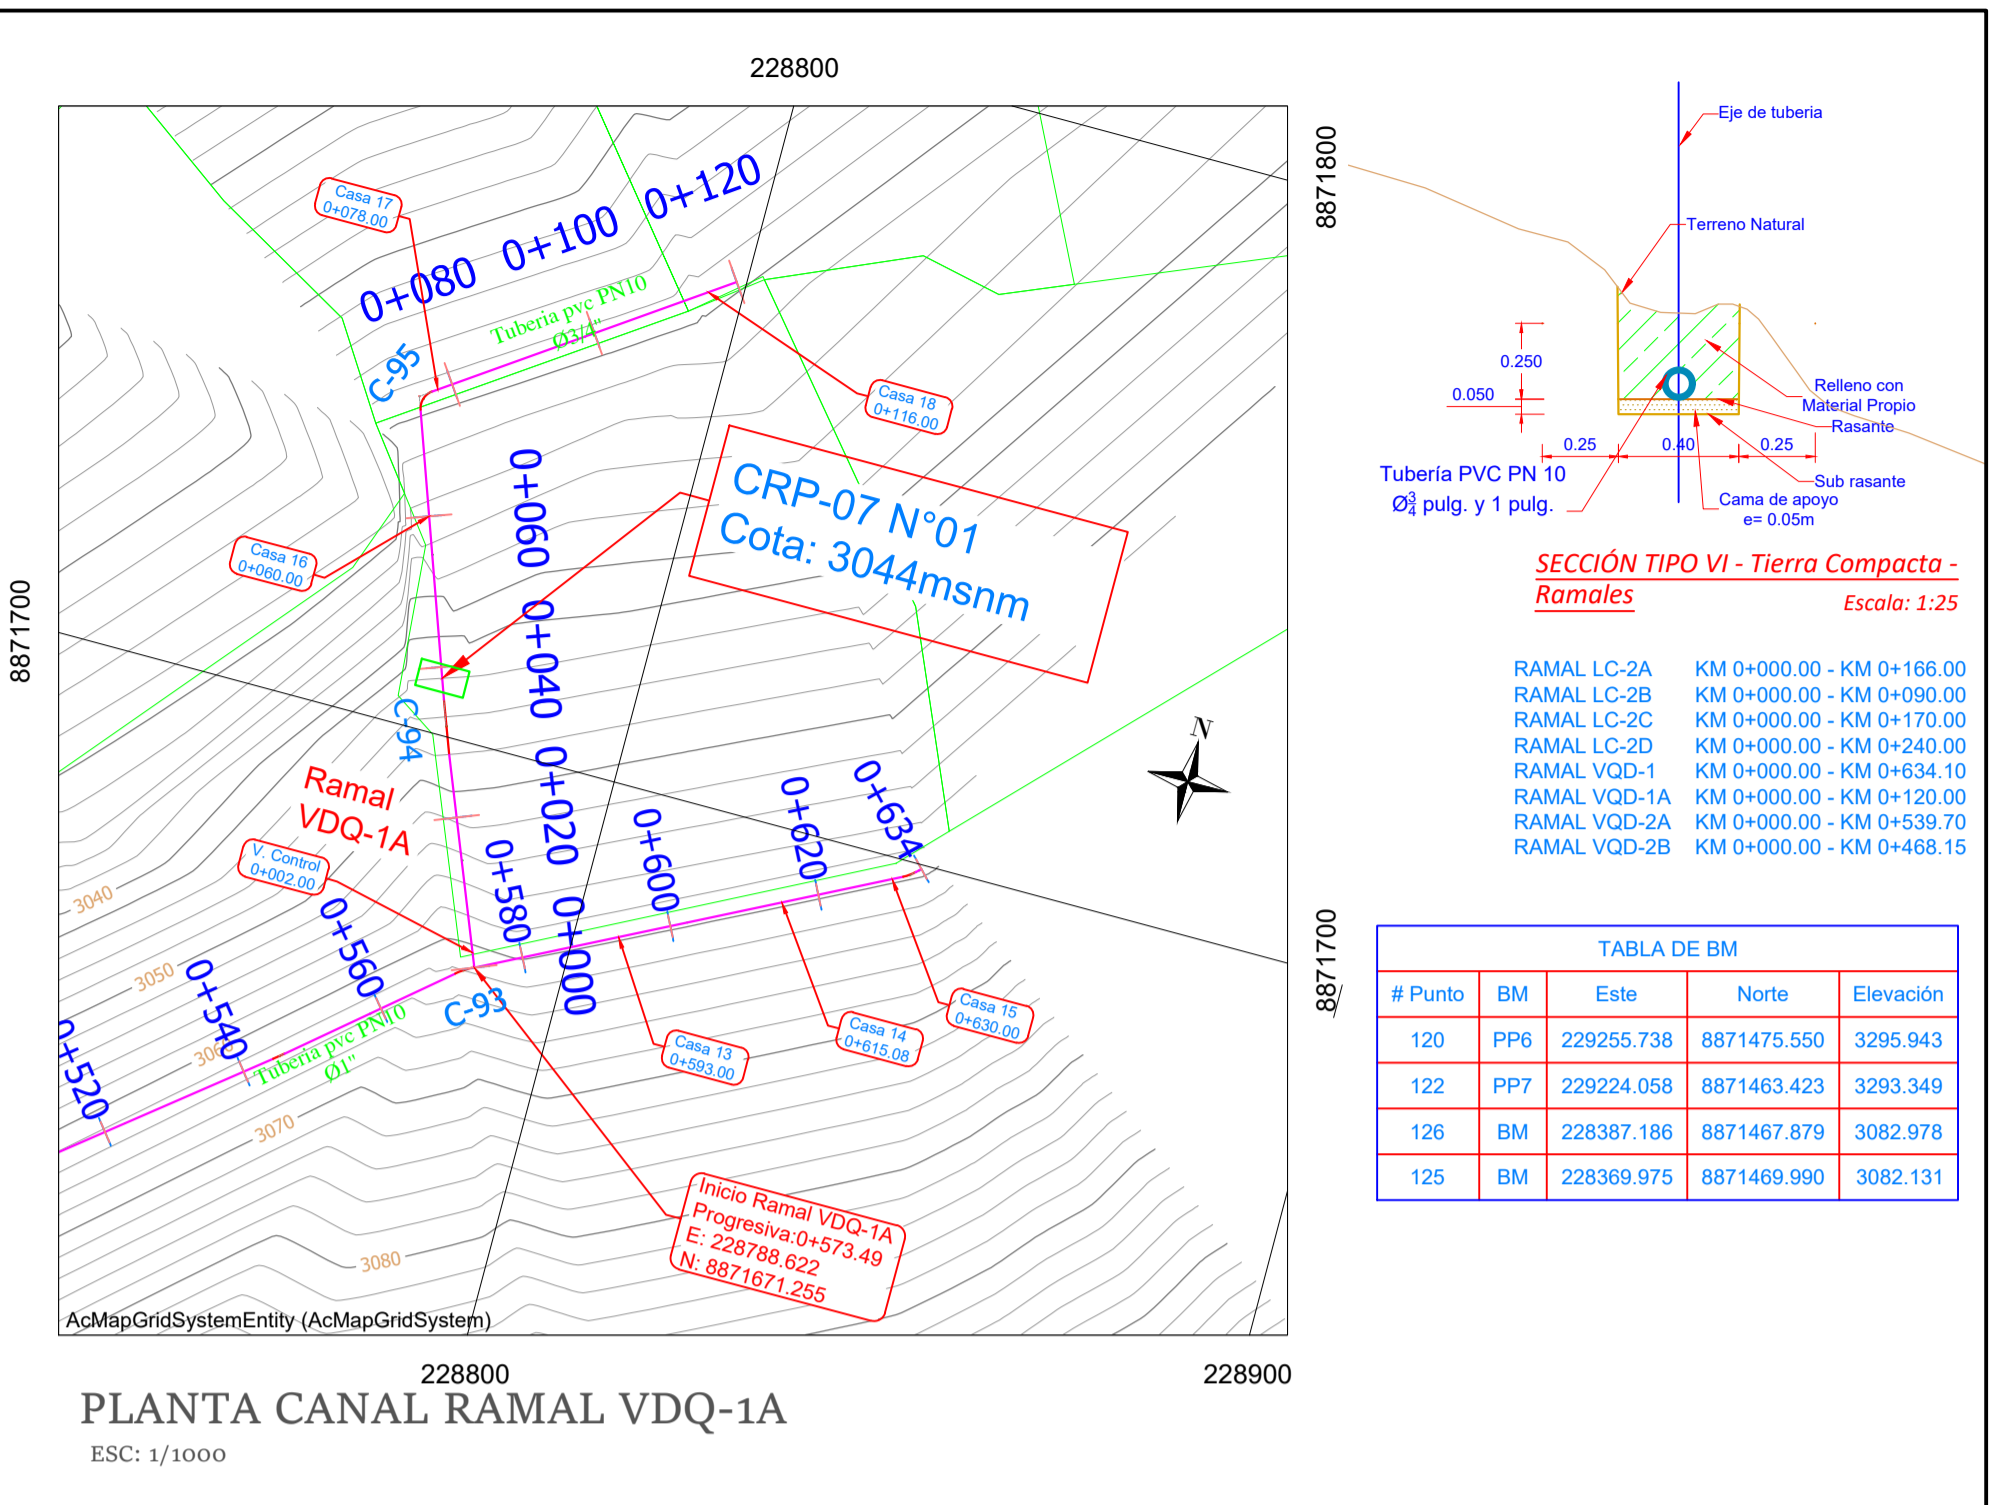 228800
8871800
8871700
8871700
228800
228900
Casa 17
0+078.00
0+080
0+100
0+120
Tuberia pvc PN10
Ø3/4"
C-95
Casa 18
0+116.00
CRP-07 N°01
Cota: 3044msnm
Casa 16
0+060.00
0+060
0+040
0+020
0+000
C-94
Ramal
VDQ-1A
V. Control
0+002.00
0+520
0+540
0+560
0+580
0+600
0+620
0+634
N
3040
3050
306
3070
3080
C-93
Tuberia pvc PN10
Ø1"
Casa 13
0+593.00
Casa 14
0+615.08
Casa 15
0+630.00
Inicio Ramal VDQ-1A
Progresiva:0+573.49
E: 228788.622
N: 8871671.255
AcMapGridSystemEntity (AcMapGridSystem)
PLANTA CANAL RAMAL VDQ-1A
ESC: 1/1000
Eje de tuberia
Terreno Natural
0.250
0.050
0.25
0.40
0.25
Relleno con
Material Propio
Rasante
Sub rasante
Cama de apoyo
e= 0.05m
Tubería PVC PN 10
Ø3/4 pulg. y 1 pulg.
SECCIÓN TIPO VI - Tierra Compacta -
Ramales
Escala: 1:25
RAMAL LC-2A KM 0+000.00 - KM 0+166.00
RAMAL LC-2B KM 0+000.00 - KM 0+090.00
RAMAL LC-2C KM 0+000.00 - KM 0+170.00
RAMAL LC-2D KM 0+000.00 - KM 0+240.00
RAMAL VQD-1 KM 0+000.00 - KM 0+634.10
RAMAL VQD-1A KM 0+000.00 - KM 0+120.00
RAMAL VQD-2A KM 0+000.00 - KM 0+539.70
RAMAL VQD-2B KM 0+000.00 - KM 0+468.15
TABLA DE BM
# Punto BM Este Norte Elevación
120 PP6 229255.738 8871475.550 3295.943
122 PP7 229224.058 8871463.423 3293.349
126 BM 228387.186 8871467.879 3082.978
125 BM 228369.975 8871469.990 3082.131